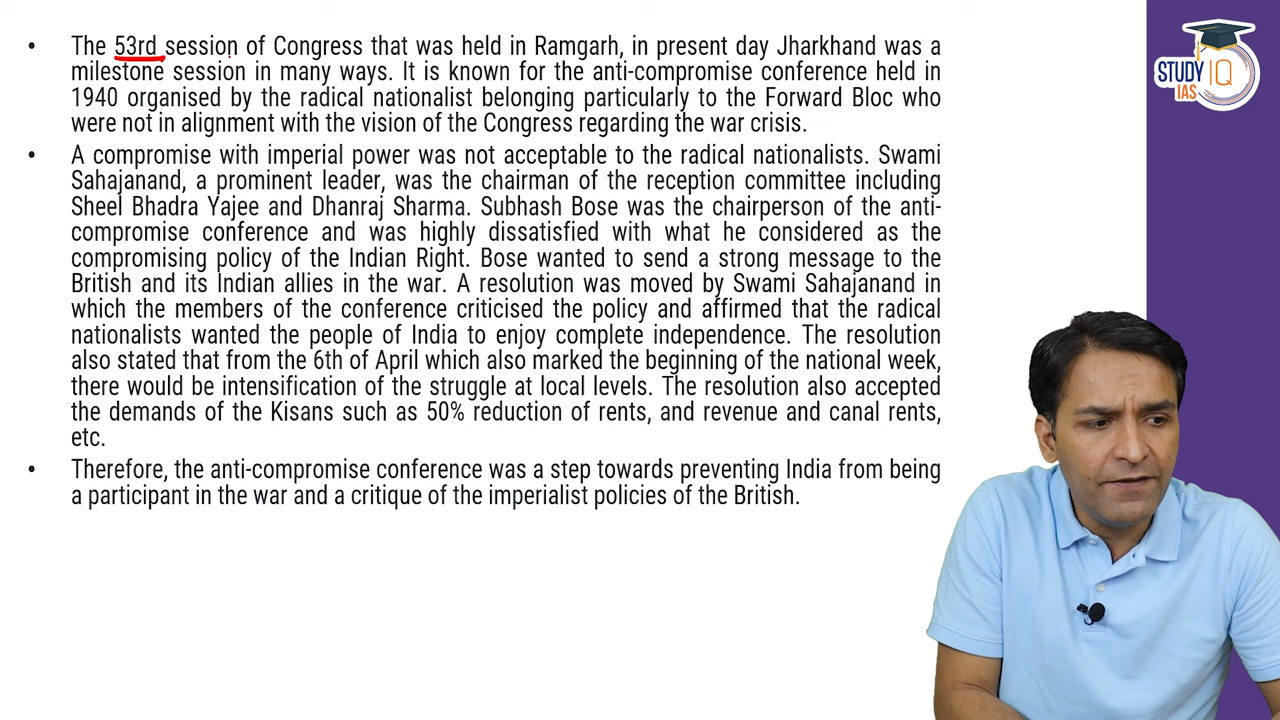 • The 53rd session of Congress that was held in Ramgarh, in present day Jharkhand was a
milestone session in many ways. It is known for the anti-compromise conference held in
1940 organised by the radical nationalist belonging particularly to the Forward Bloc who
were not in alignment with the vision of the Congress regarding the war crisis.
• A compromise with imperial power was not acceptable to the radical nationalists. Swami
Sahajanand, a prominent leader, was the chairman of the reception committee including
Sheel Bhadra Yajee and Dhanraj Sharma. Subhash Bose was the chairperson of the anti-
compromise conference and was highly dissatisfied with what he considered as the
compromising policy of the Indian Right. Bose wanted to send a strong message to the
British and its Indian allies in the war. A resolution was moved by Swami Sahajanand in
which the members of the conference criticised the policy and affirmed that the radical
nationalists wanted the people of India to enjoy complete independence. The resolution
also stated that from the 6th of April which also marked the beginning of the national week,
there would be intensification of the struggle at local levels. The resolution also accepted
the demands of the Kisans such as 50% reduction of rents, and revenue and canal rents,
etc.
• Therefore, the anti-compromise conference was a step towards preventing India from being
a participant in the war and a critique of the imperialist policies of the British.
STUDY IQ
IAS